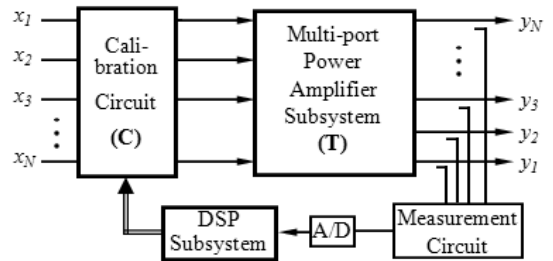 x1
x2
x3
xN
Cali-
bration
Circuit
(C)
Multi-port
Power
Amplifier
Subsystem
(T)
yN
y3
y2
y1
DSP
Subsystem
A/D
Measurement
Circuit